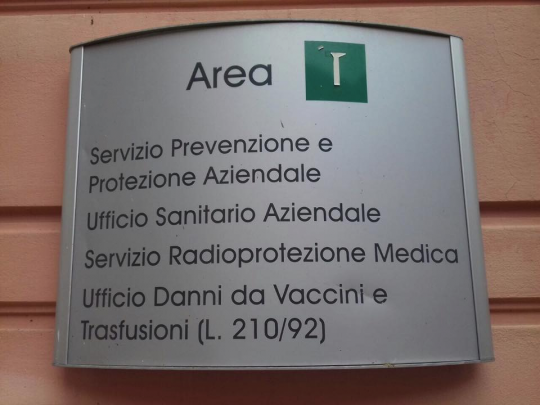 Area I
Servizio Prevenzione e
Protezione Aziendale
Ufficio Sanitario Aziendale
Servizio Radioprotezione Medica
Ufficio Danni da Vaccini e
Trasfusioni (L. 210/92)